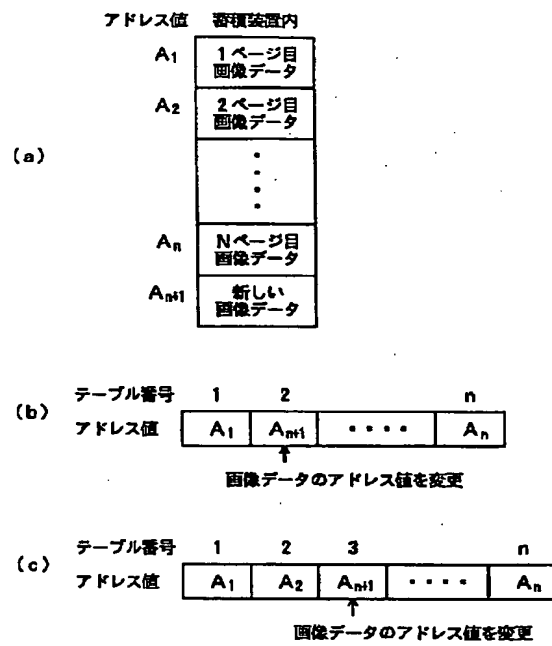 アドレス値 蓄積装置内
A1 1ページ目
画像データ
A2 2ページ目
画像データ
(a)
An Nページ目
画像データ
An+1 新しい
画像データ
テーブル番号 1 2 n
(b)
アドレス値 A1 An+1 ・・・・ An
画像データのアドレス値を変更
テーブル番号 1 2 3 n
(c)
アドレス値 A1 A2 An+1 ・・・・ An
画像データのアドレス値を変更